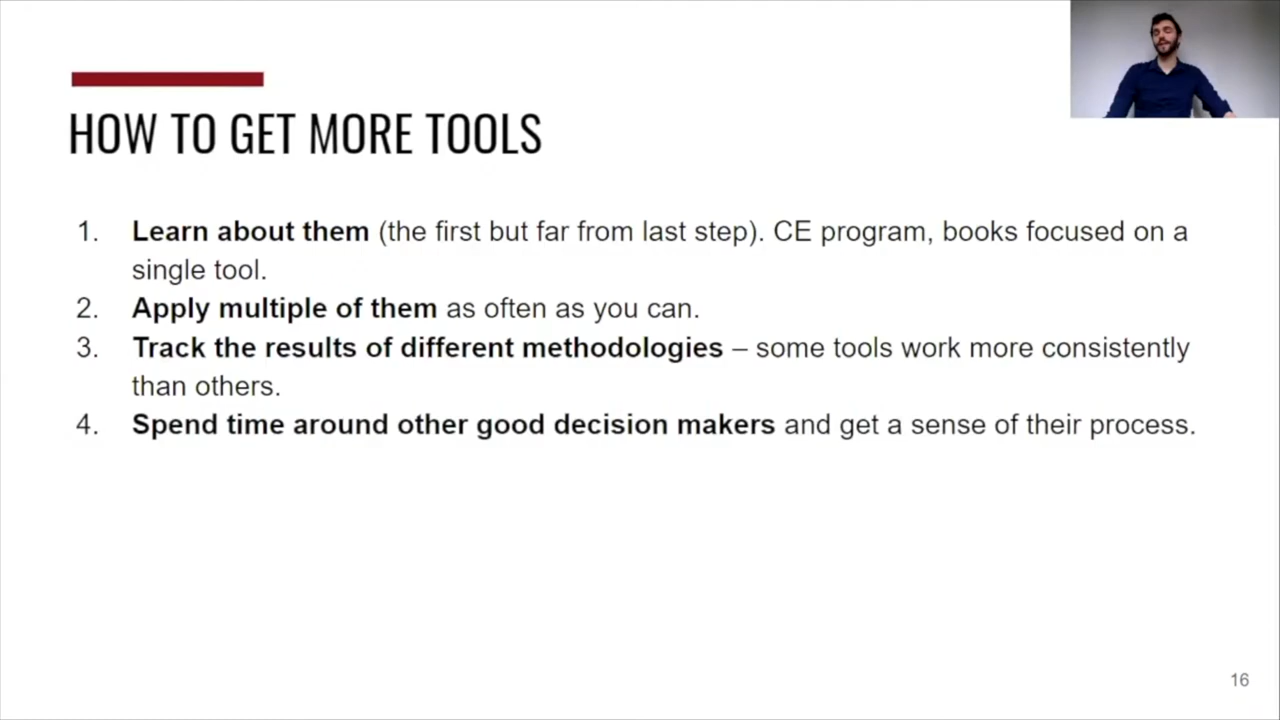 HOW TO GET MORE TOOLS
1. Learn about them (the first but far from last step). CE program, books focused on a
single tool.
2. Apply multiple of them as often as you can.
3. Track the results of different methodologies – some tools work more consistently
than others.
4. Spend time around other good decision makers and get a sense of their process.
16